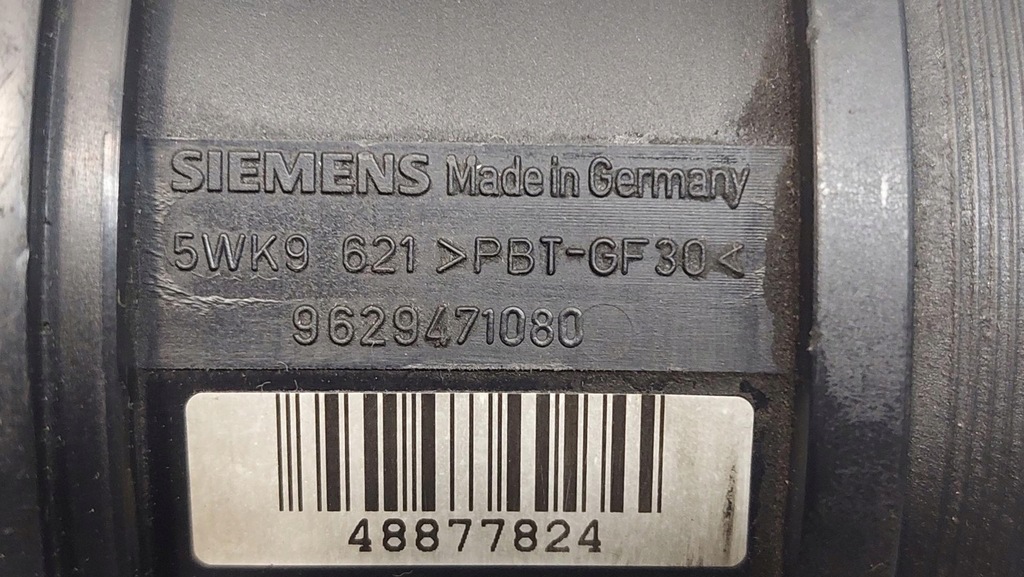 SIEMENS Made in Germany
5WK9 621 >PBT-GF30<
9629471080
48877824